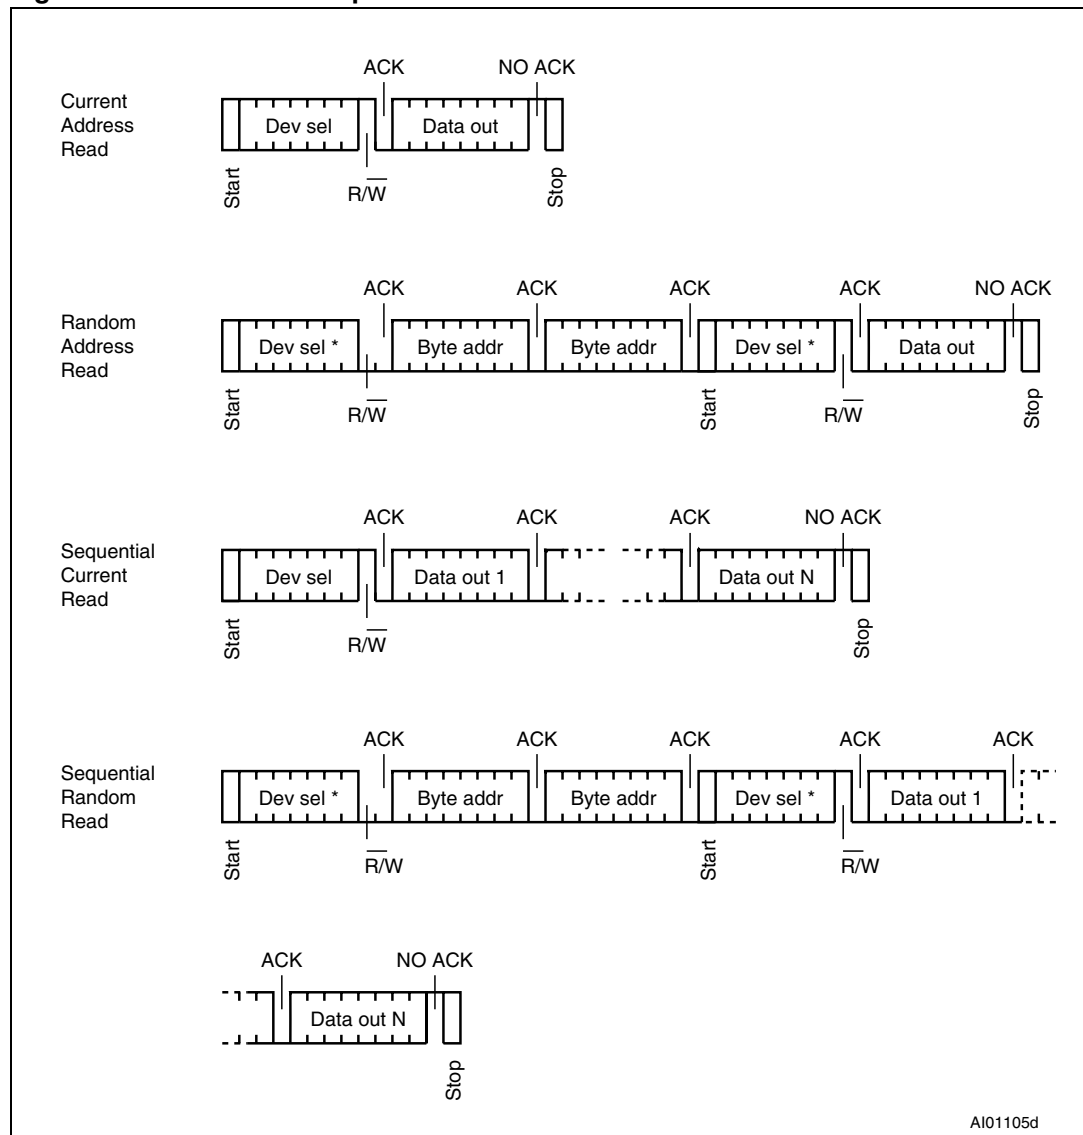 ACK NO ACK
Current
Address
Read
Dev sel Data out
Start R/W̅ Stop
ACK ACK ACK ACK NO ACK
Random
Address
Read
Dev sel * Byte addr Byte addr Dev sel * Data out
Start R/W̅ Start R/W̅ Stop
ACK ACK ACK NO ACK
Sequential
Current
Read
Dev sel Data out 1 Data out N
Start R/W̅ Stop
ACK ACK ACK ACK ACK
Sequential
Random
Read
Dev sel * Byte addr Byte addr Dev sel * Data out 1
Start R̅/W Start R̅/W
ACK NO ACK
Data out N
Stop
AI01105d